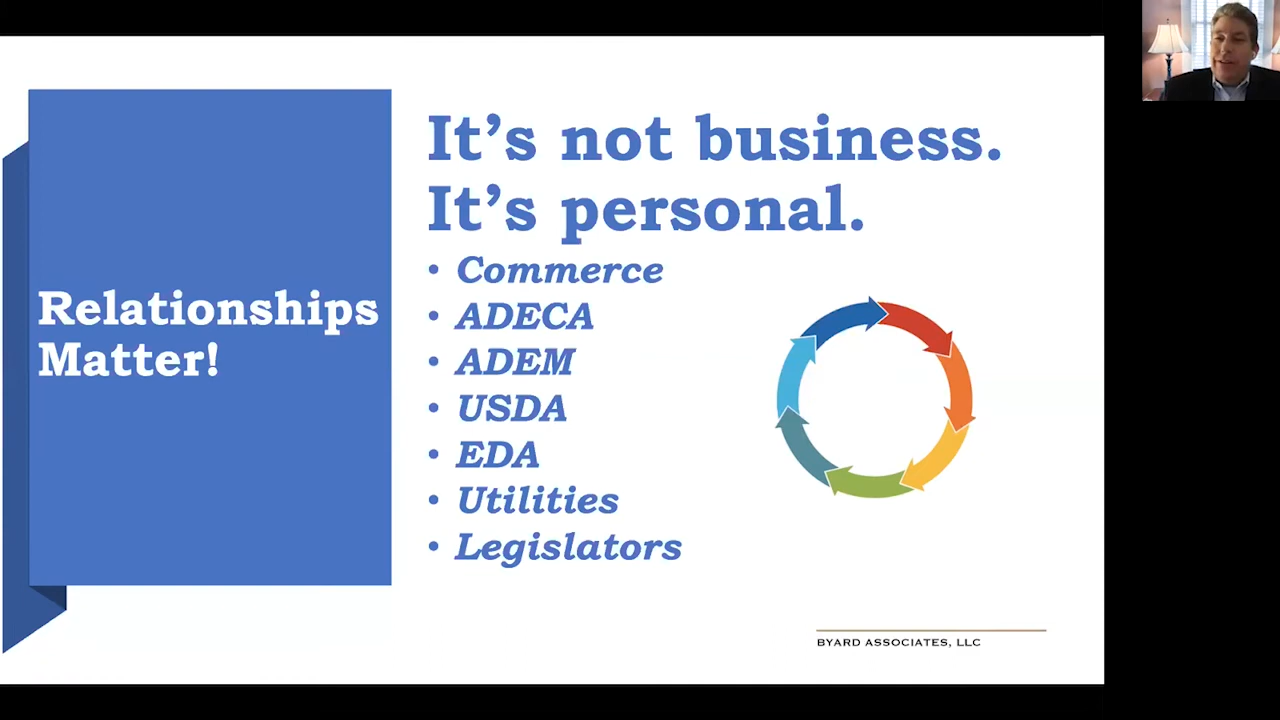 Relationships
Matter!
It’s not business.
It’s personal.
• Commerce
• ADECA
• ADEM
• USDA
• EDA
• Utilities
• Legislators
BYARD ASSOCIATES, LLC